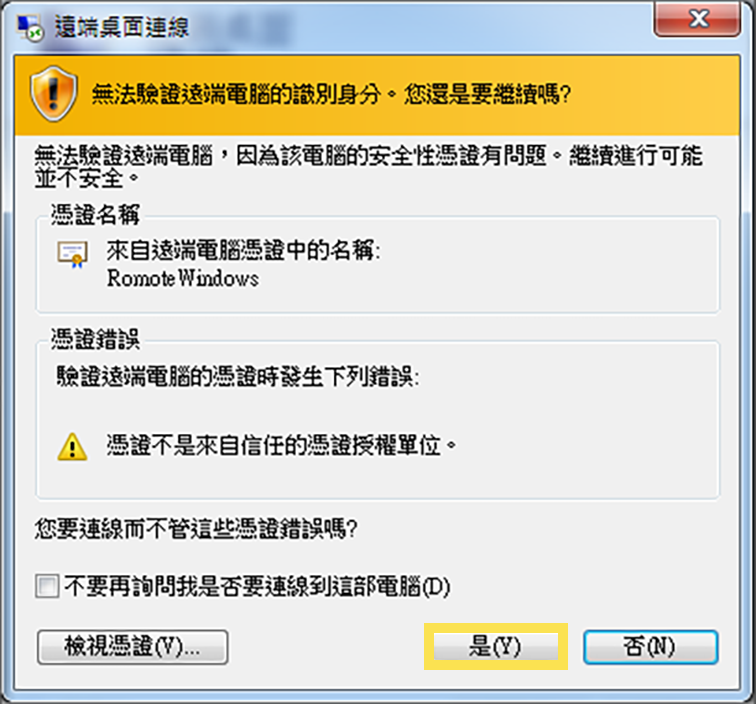 遠端桌面連線
無法驗證遠端電腦的識別身分。您還是要繼續嗎?
無法驗證遠端電腦，因為該電腦的安全性憑證有問題。繼續進行可能
並不安全。
憑證名稱
來自遠端電腦憑證中的名稱:
RomoteWindows
憑證錯誤
驗證遠端電腦的憑證時發生下列錯誤:
憑證不是來自信任的憑證授權單位。
您要連線而不管這些憑證錯誤嗎?
不要再詢問我是否要連線到這部電腦(D)
檢視憑證(V)... 是(Y) 否(N)